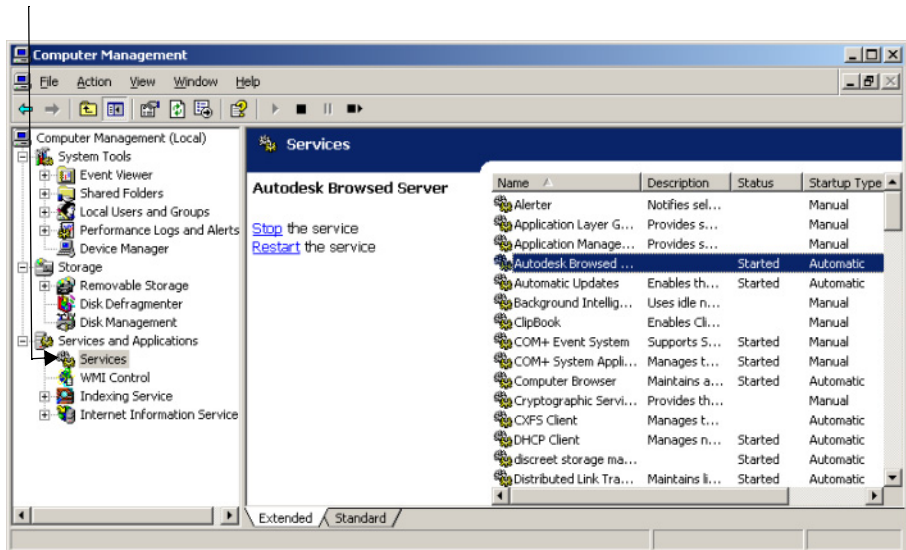 Computer Management
File Action View Window Help
Computer Management (Local)
System Tools
Event Viewer
Shared Folders
Local Users and Groups
Performance Logs and Alerts
Device Manager
Storage
Removable Storage
Disk Defragmenter
Disk Management
Services and Applications
Services
WMI Control
Indexing Service
Internet Information Service
Services
Autodesk Browsed Server
Stop the service
Restart the service
Name Description Status Startup Type
Alerter Notifies sel... Manual
Application Layer G... Provides s... Manual
Application Manage... Provides s... Manual
Autodesk Browsed ... Started Automatic
Automatic Updates Enables th... Started Automatic
Background Intellig... Uses idle n... Manual
ClipBook Enables Cli... Manual
COM+ Event System Supports S... Started Manual
COM+ System Appli... Manages t... Started Manual
Computer Browser Maintains a... Started Automatic
Cryptographic Servi... Provides th... Manual
CXFS Client Manages t... Automatic
DHCP Client Manages n... Started Automatic
discreet storage ma... Started Automatic
Distributed Link Tra... Maintains li... Started Automatic
Extended Standard